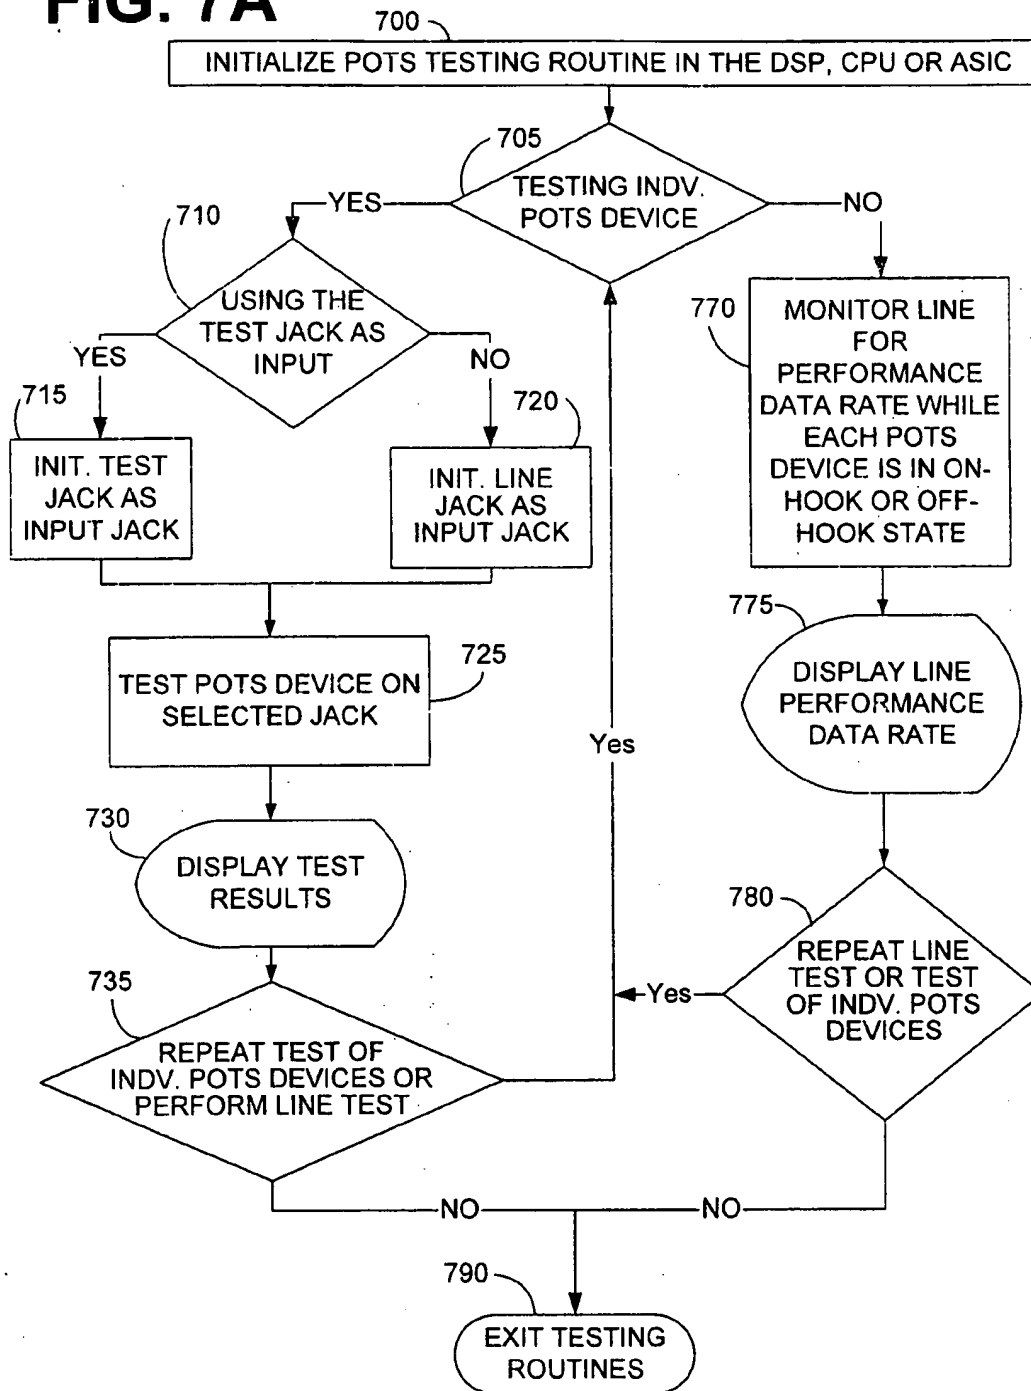 FIG. 7A
700
INITIALIZE POTS TESTING ROUTINE IN THE DSP, CPU OR ASIC
705
TESTING INDV.
POTS DEVICE
YES
NO
710
USING THE
TEST JACK AS
INPUT
YES
NO
715
INIT. TEST
JACK AS
INPUT JACK
720
INIT. LINE
JACK AS
INPUT JACK
770
MONITOR LINE
FOR
PERFORMANCE
DATA RATE WHILE
EACH POTS
DEVICE IS IN ON-
HOOK OR OFF-
HOOK STATE
725
TEST POTS DEVICE ON
SELECTED JACK
775
DISPLAY LINE
PERFORMANCE
DATA RATE
Yes
730
DISPLAY TEST
RESULTS
780
REPEAT LINE
TEST OR TEST
OF INDV. POTS
DEVICES
Yes
735
REPEAT TEST OF
INDV. POTS DEVICES OR
PERFORM LINE TEST
NO
NO
790
EXIT TESTING
ROUTINES